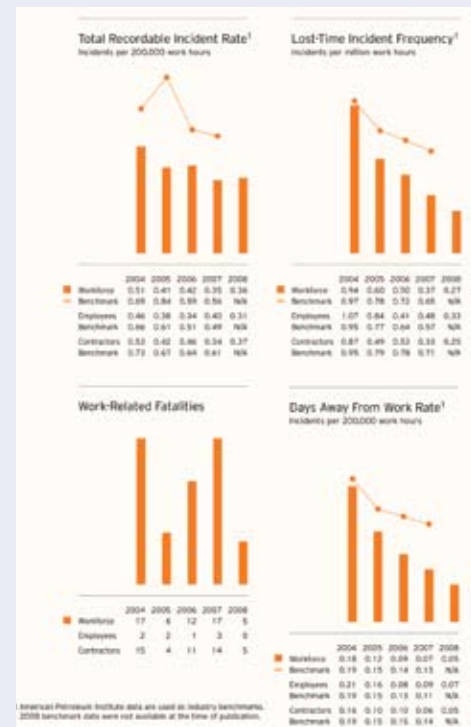 Total Recordable Incident Rate¹
Incidents per 200,000 work hours
2004 2005 2006 2007 2008
Workforce 0.51 0.41 0.42 0.35 0.36
Benchmark 0.69 0.84 0.59 0.56 N/A
Employees 0.46 0.38 0.34 0.40 0.31
Benchmark 0.66 0.61 0.51 0.49 N/A
Contractors 0.53 0.42 0.46 0.34 0.37
Benchmark 0.73 0.67 0.64 0.61 N/A
Lost-Time Incident Frequency¹
Incidents per million work hours
2004 2005 2006 2007 2008
Workforce 0.94 0.60 0.50 0.37 0.27
Benchmark 0.97 0.78 0.72 0.65 N/A
Employees 1.07 0.84 0.41 0.48 0.33
Benchmark 0.95 0.77 0.64 0.57 N/A
Contractors 0.87 0.49 0.53 0.33 0.25
Benchmark 0.95 0.79 0.78 0.71 N/A
Work-Related Fatalities
2004 2005 2006 2007 2008
Workforce 17 6 12 17 5
Employees 2 2 1 3 0
Contractors 15 4 11 14 5
Days Away From Work Rate¹
Incidents per 200,000 work hours
2004 2005 2006 2007 2008
Workforce 0.18 0.12 0.09 0.07 0.05
Benchmark 0.19 0.15 0.14 0.13 N/A
Employees 0.21 0.16 0.08 0.09 0.07
Benchmark 0.19 0.15 0.13 0.11 N/A
Contractors 0.16 0.10 0.10 0.06 0.05
Benchmark 0.19 0.16 0.15 0.14 N/A
American Petroleum Institute data are used as industry benchmarks.
2008 benchmark data were not available at the time of publication.